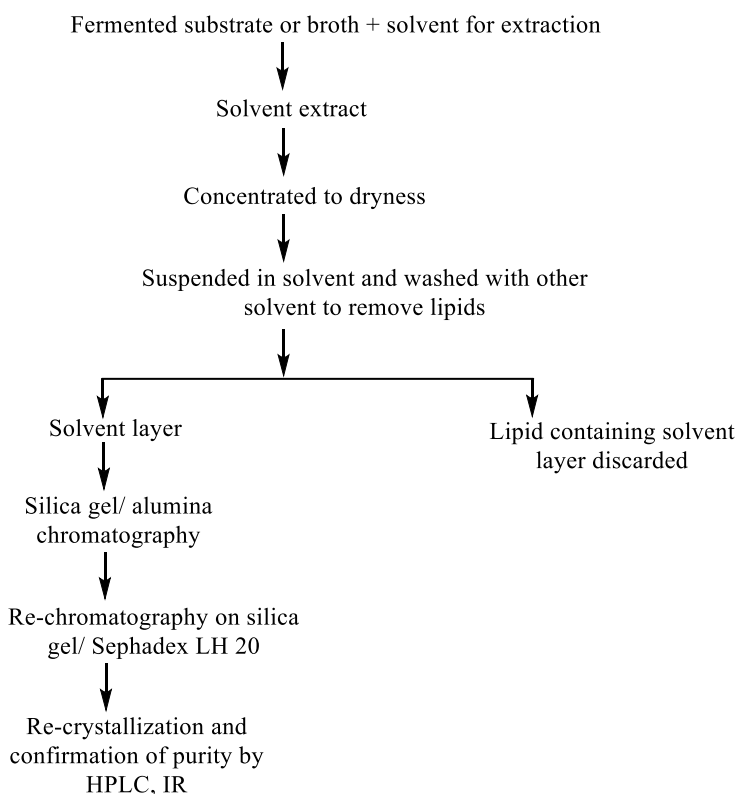 Fermented substrate or broth + solvent for extraction
Solvent extract
Concentrated to dryness
Suspended in solvent and washed with other
solvent to remove lipids
Solvent layer
Lipid containing solvent
layer discarded
Silica gel/ alumina
chromatography
Re-chromatography on silica
gel/ Sephadex LH 20
Re-crystallization and
confirmation of purity by
HPLC, IR